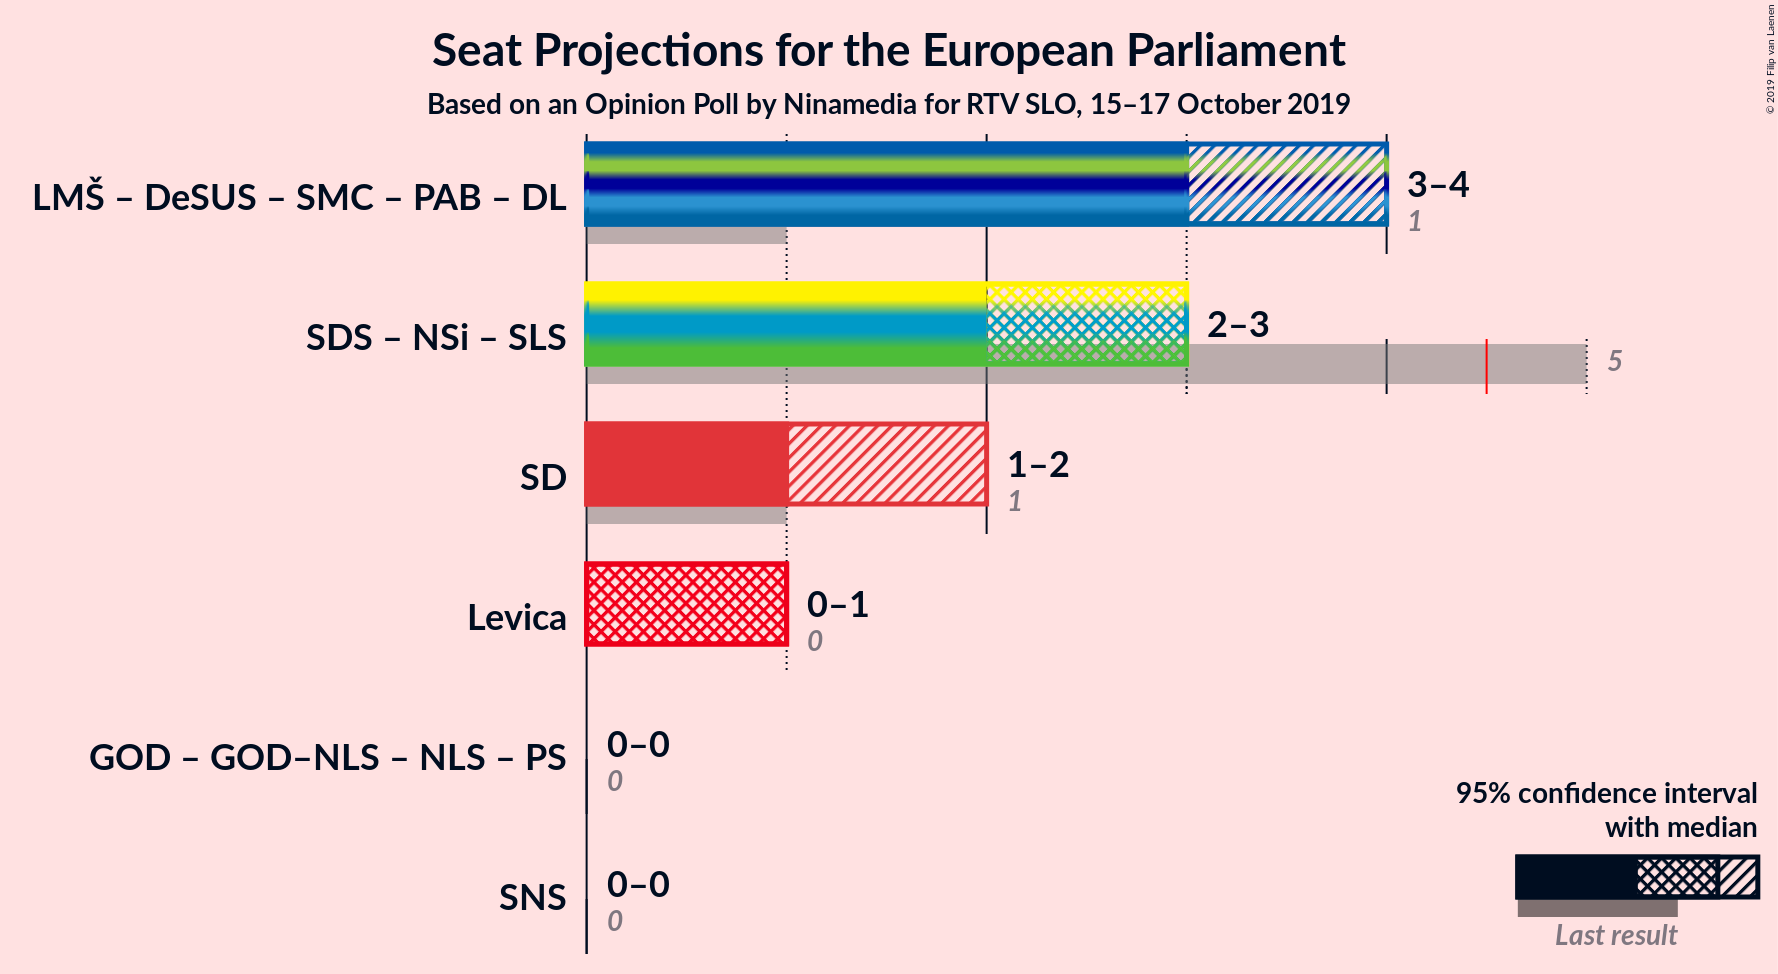 Seat Projections for the European Parliament
Based on an Opinion Poll by Ninamedia for RTV SLO, 15–17 October 2019
© 2019 Filip van Laenen
LMŠ – DeSUS – SMC – PAB – DL
3–4
1
SDS – NSi – SLS
2–3
5
SD
1–2
1
Levica
0–1
0
GOD – GOD–NLS – NLS – PS
0–0
0
SNS
0–0
0
95% confidence interval
with median
Last result